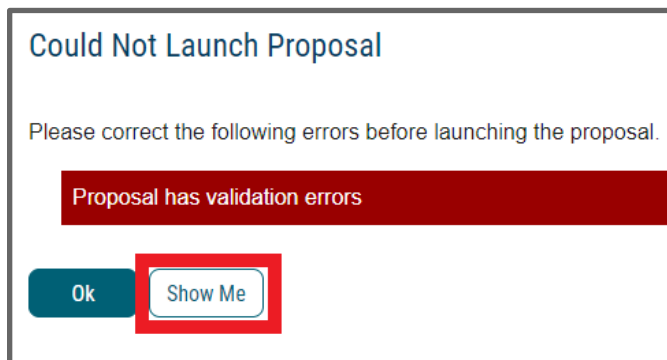 Could Not Launch Proposal
Please correct the following errors before launching the proposal.
Proposal has validation errors
Ok Show Me